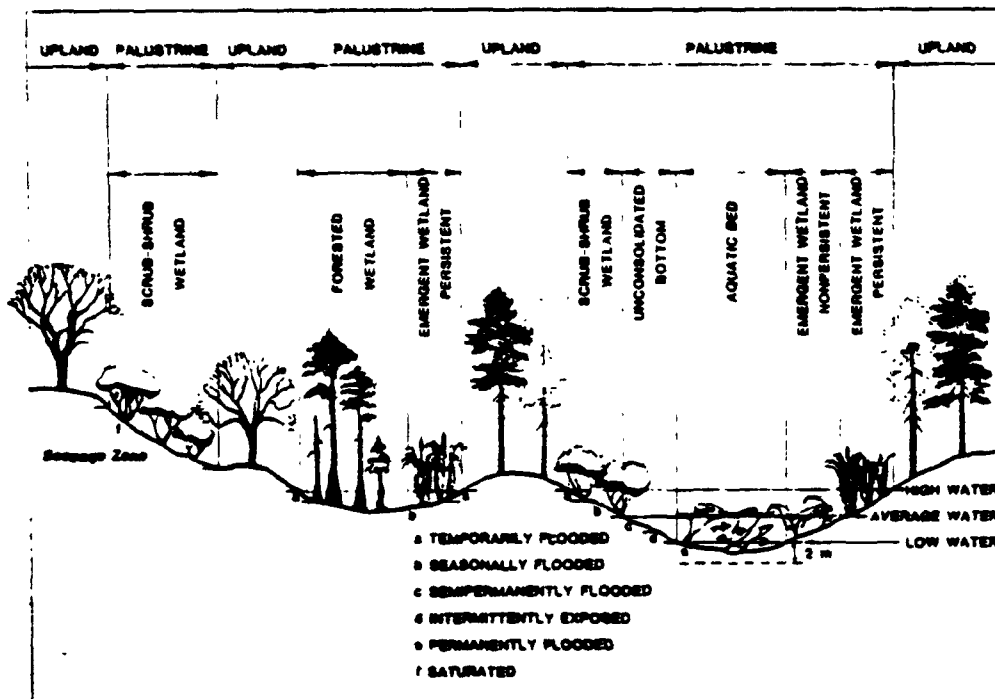 UPLAND PALUSTRINE UPLAND PALUSTRINE UPLAND PALUSTRINE UPLAND
SCRUB-SHRUB
WETLAND
FORESTED
WETLAND
EMERGENT WETLAND
PERSISTENT
SCRUB-SHRUB
WETLAND
UNCONSOLIDATED
BOTTOM
AQUATIC BED
EMERGENT WETLAND
NONPERSISTENT
EMERGENT WETLAND
PERSISTENT
f
Seepage Zone
a b a a b c d e
HIGH WATER
AVERAGE WATER
LOW WATER
2 m
a TEMPORARILY FLOODED
b SEASONALLY FLOODED
c SEMIPERMANENTLY FLOODED
d INTERMITTENTLY EXPOSED
e PERMANENTLY FLOODED
f SATURATED